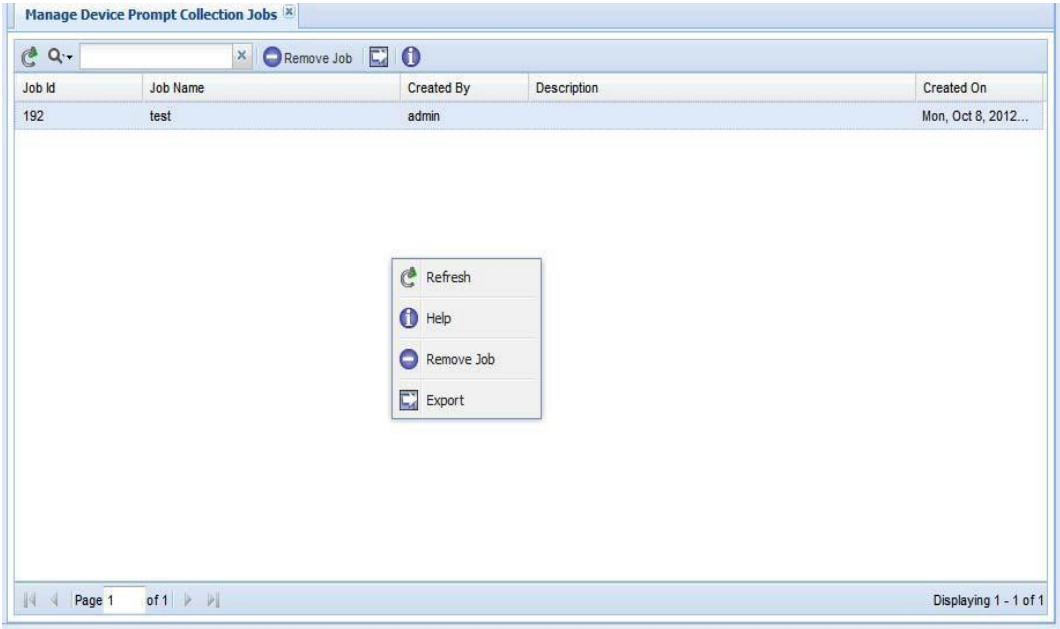 Manage Device Prompt Collection Jobs
Remove Job
Job Id Job Name Created By Description Created On
192 test admin Mon, Oct 8, 2012...
Refresh
Help
Remove Job
Export
Page 1 of 1 Displaying 1 - 1 of 1